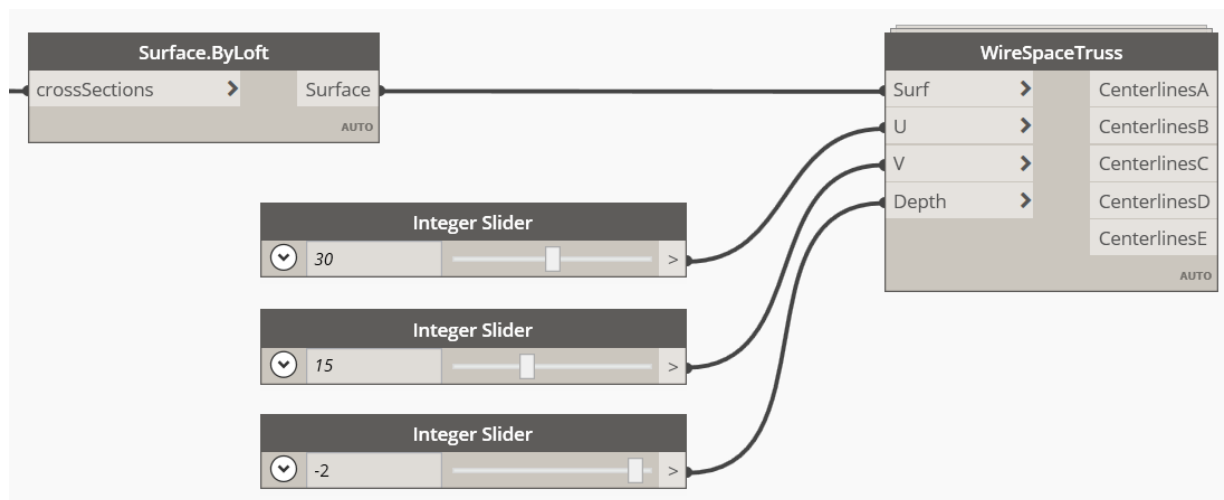 Surface.ByLoft
crossSections > Surface
AUTO
WireSpaceTruss
Surf > CenterlinesA
U > CenterlinesB
V > CenterlinesC
Depth > CenterlinesD
CenterlinesE
AUTO
Integer Slider
30 >
Integer Slider
15 >
Integer Slider
-2 >